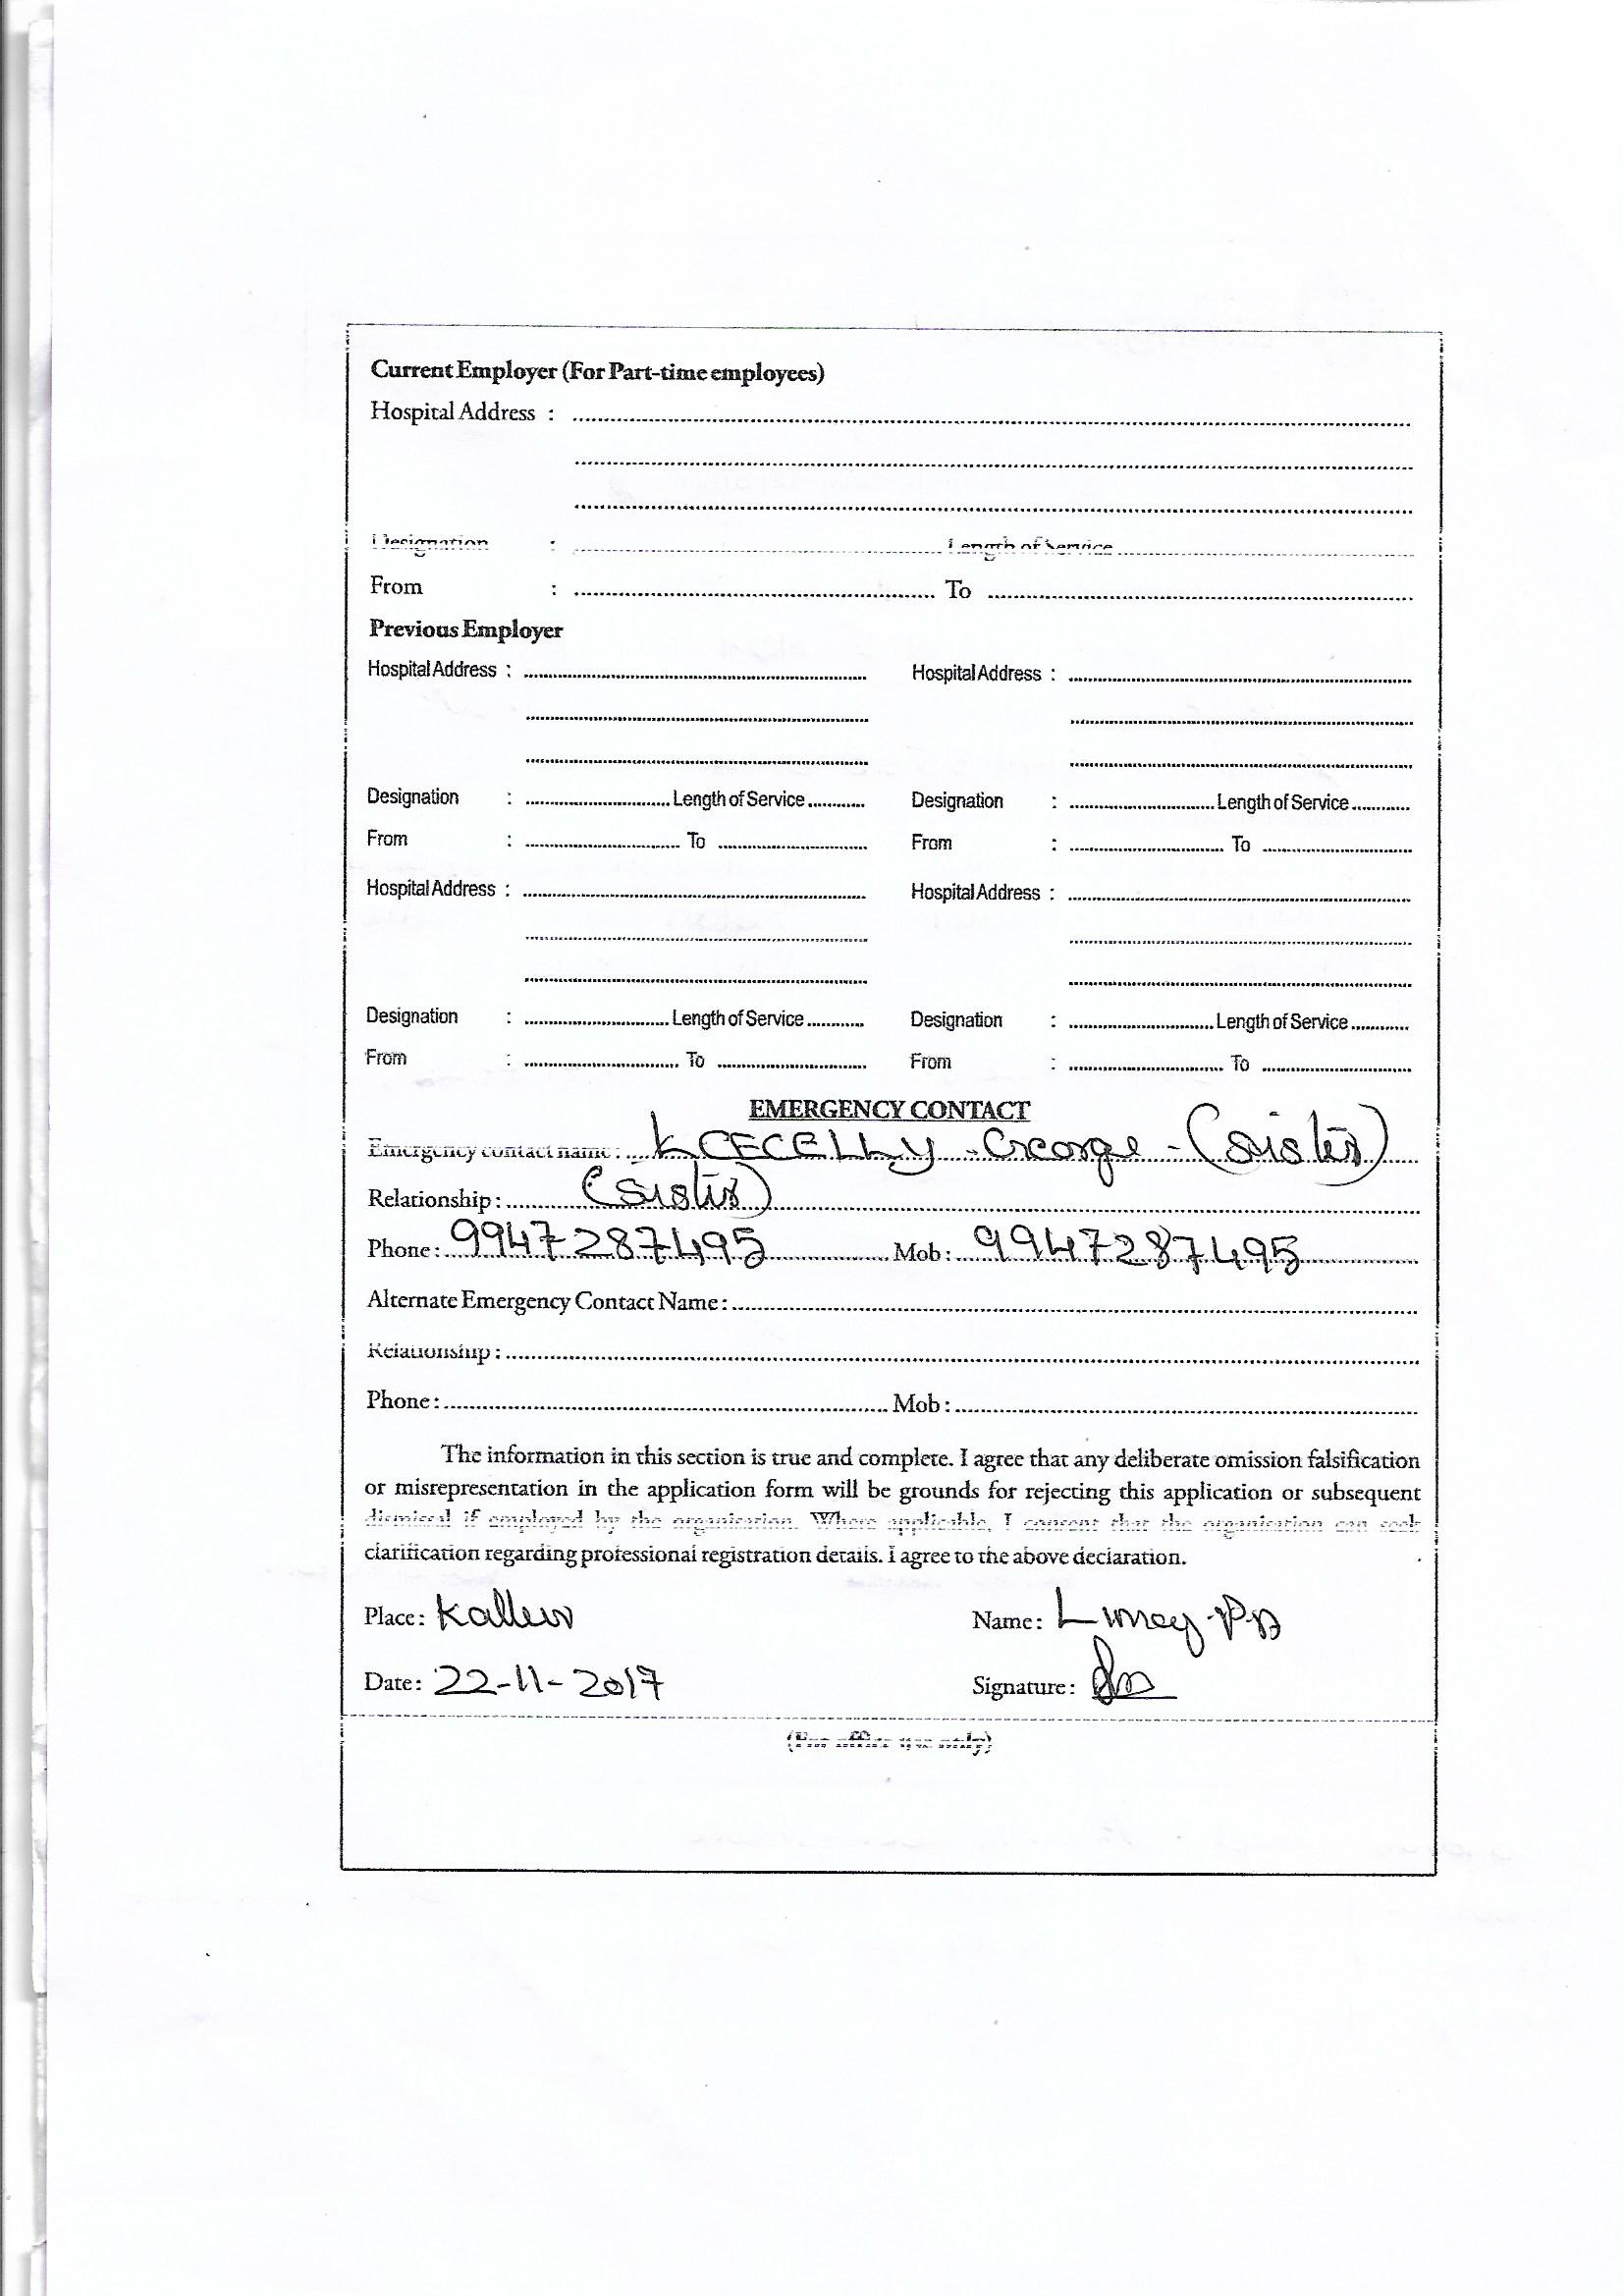 Current Employer (For Part-time employees)
Hospital Address : ........................................
........................................
........................................
Designation : ........................................ Length of Service ........................................
From : ........................................ To ........................................
Previous Employer
Hospital Address : .................... Hospital Address : ....................
.................... ....................
.................... ....................
Designation : .................... Length of Service ............ Designation : .................... Length of Service ............
From : .................... To .................... From : .................... To ....................
Hospital Address : .................... Hospital Address : ....................
.................... ....................
.................... ....................
Designation : .................... Length of Service ............ Designation : .................... Length of Service ............
From : .................... To .................... From : .................... To ....................
EMERGENCY CONTACT
Emergency contact name : K CECELLY - George - (Sister)
Relationship : (Sister)
Phone : 9947287495 Mob : 9947287495
Alternate Emergency Contact Name : ........................................
Relationship : ........................................
Phone : ........................................ Mob : ........................................
The information in this section is true and complete. I agree that any deliberate omission falsification
or misrepresentation in the application form will be grounds for rejecting this application or subsequent
dismissal if employed by the organisation. Where applicable, I consent that the organisation can seek
clarification regarding professional registration details. I agree to the above declaration.
Place : Name :
Date : 22-11-2017 Signature :
(For office use only)